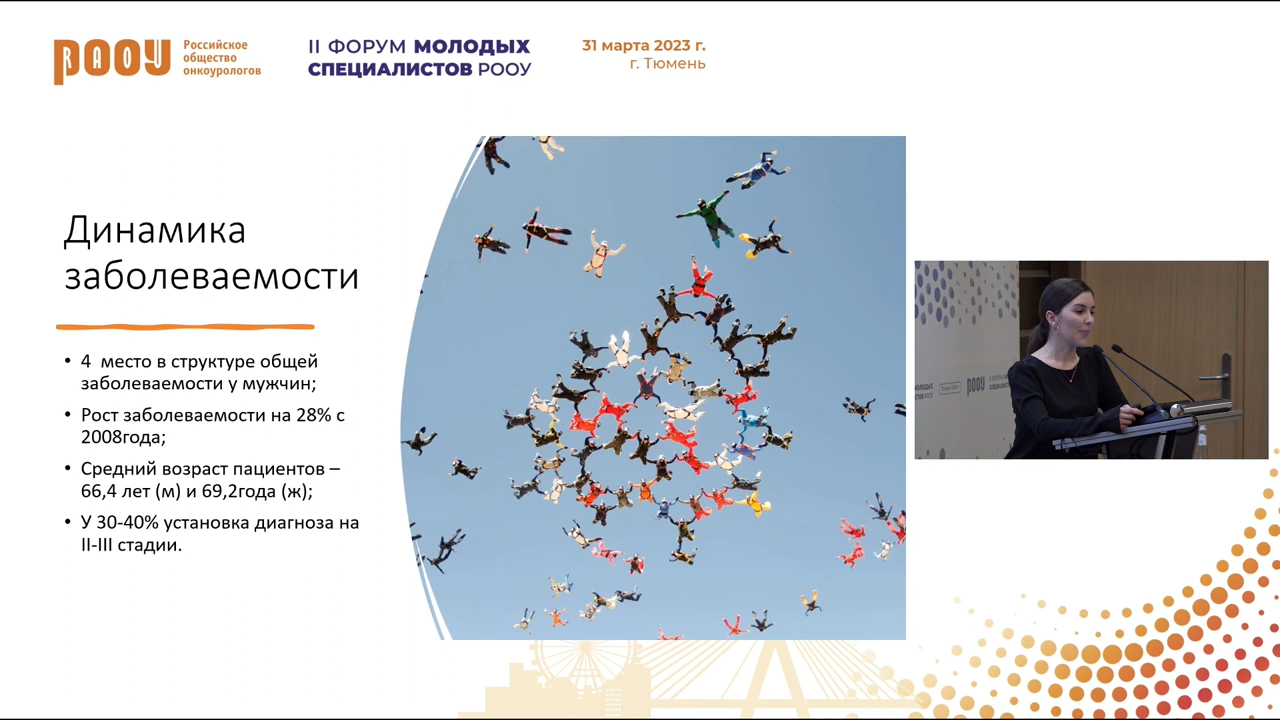 РООУ
RAOU
Российское
общество
онкоурологов
II ФОРУМ МОЛОДЫХ
СПЕЦИАЛИСТОВ РООУ
31 марта 2023 г.
г. Тюмень
Динамика
заболеваемости
• 4 место в структуре общей
заболеваемости у мужчин;
• Рост заболеваемости на 28% с
2008года;
• Средний возраст пациентов –
66,4 лет (м) и 69,2года (ж);
• У 30-40% установка диагноза на
II-III стадии.
РООУ